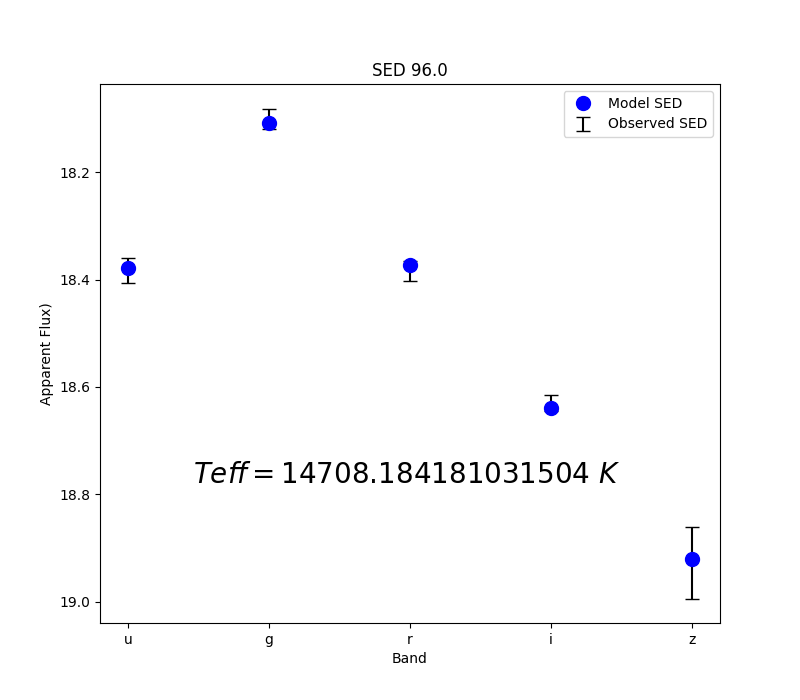 SED 96.0
Model SED
Observed SED
18.2
18.4
18.6
18.8
19.0
Apparent Flux)
Teff = 14708.184181031504 K
u g r i z
Band